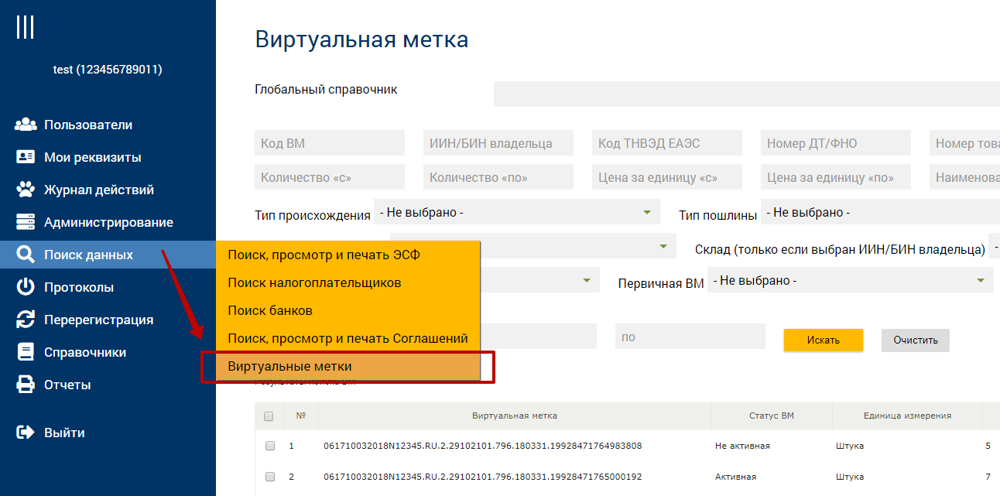 test (123456789011)
Пользователи
Мои реквизиты
Журнал действий
Администрирование
Поиск данных
Протоколы
Перерегистрация
Справочники
Отчеты
Выйти
Поиск, просмотр и печать ЭСФ
Поиск налогоплательщиков
Поиск банков
Поиск, просмотр и печать Соглашений
Виртуальные метки
Виртуальная метка
Глобальный справочник
Код ВМ ИИН/БИН владельца Код ТНВЭД ЕАЭС Номер ДТ/ФНО Номер това
Количество «с» Количество «по» Цена за единицу «с» Цена за единицу «по» Наименова
Тип происхождения - Не выбрано - Тип пошлины - Не выбрано -
Склад (только если выбран ИИН/БИН владельца) -
Первичная ВМ - Не выбрано -
по Искать Очистить
№ Виртуальная метка Статус ВМ Единица измерения
1 061710032018N12345.RU.2.29102101.796.180331.19928471764983808 Не активная Штука 5
2 061710032018N12345.RU.2.29102101.796.180331.19928471765000192 Активная Штука 7